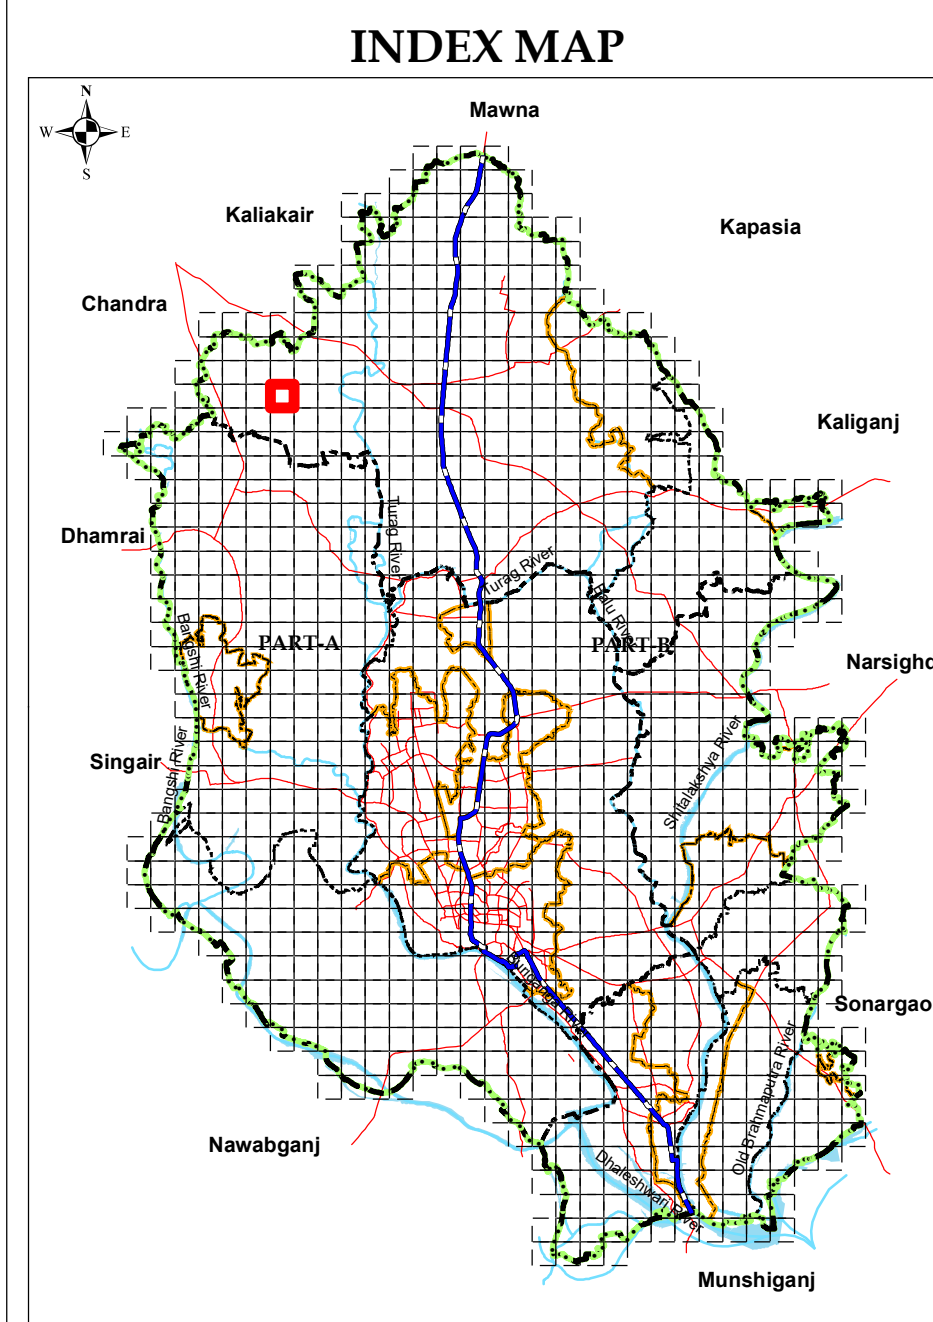 INDEX MAP
N
W E
S
Mawna
Kaliakair
Kapasia
Chandra
Kaliganj
Turag River
Dhamrai
Turag River
Balu River
Bangshi River
PART-A
PART-B
Narsighd
Shitalakshya River
Singair
Bangshi River
Buriganga River
Sonargao
Old Brahmaputra River
Nawabganj
Dhaleshwari River
Munshiganj